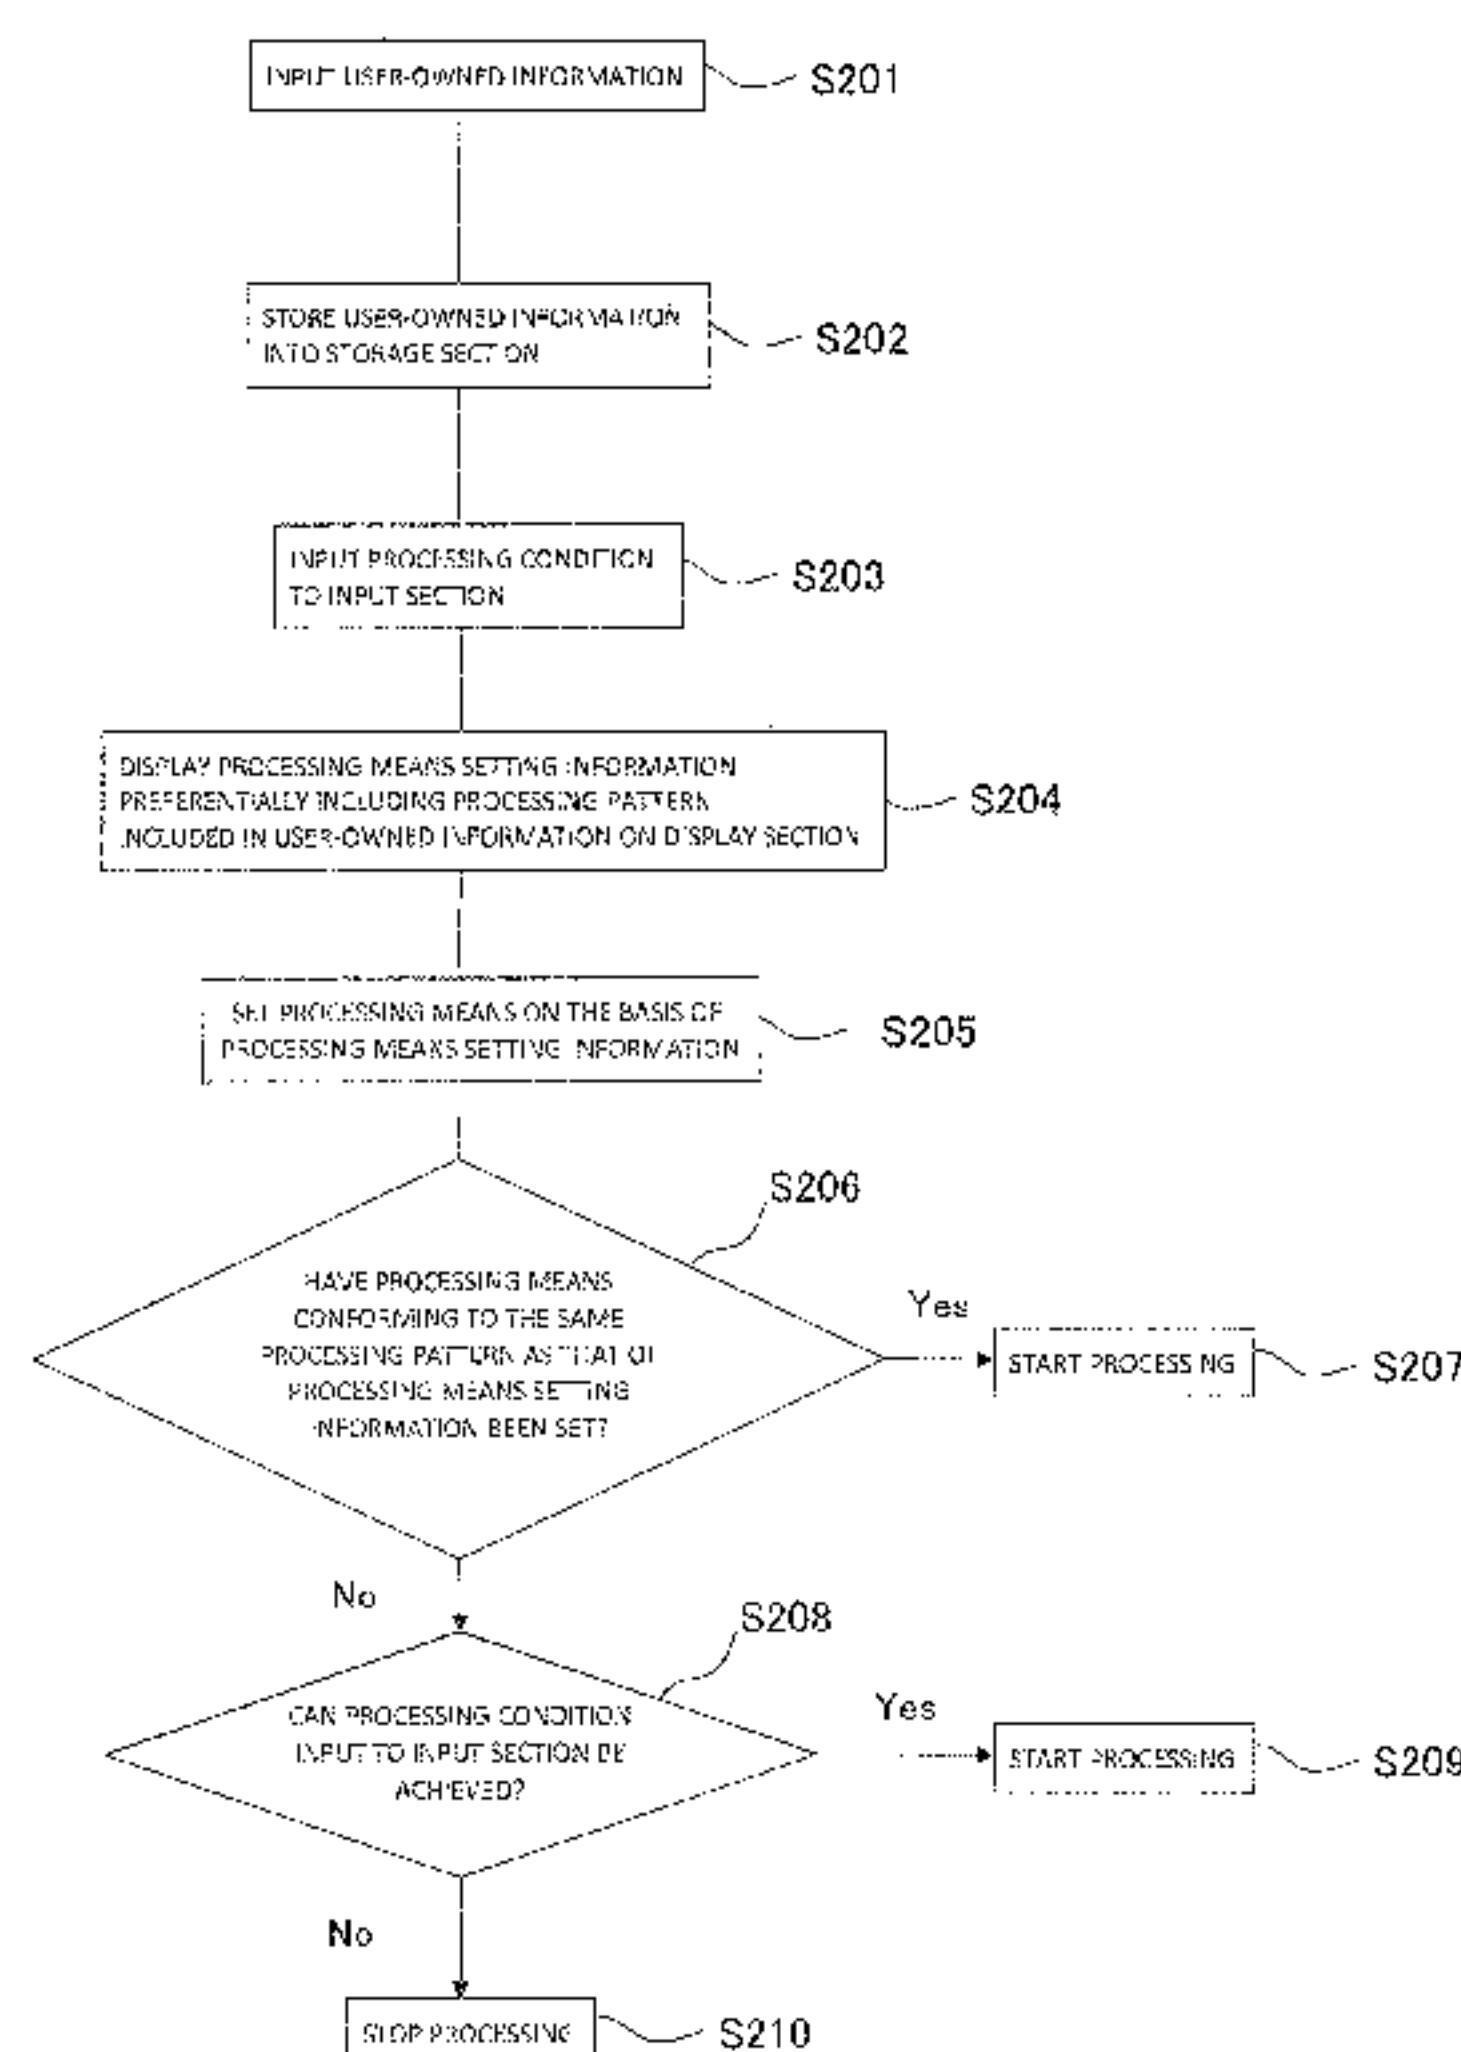 INPUT USER-OWNED INFORMATION
S201
STORE USER-OWNED INFORMATION
INTO STORAGE SECTION
S202
INPUT PROCESSING CONDITION
TO INPUT SECTION
S203
DISPLAY PROCESSING MEANS SETTING INFORMATION
PREFERENTIALLY INCLUDING PROCESSING PATTERN
INCLUDED IN USER-OWNED INFORMATION ON DISPLAY SECTION
S204
SET PROCESSING MEANS ON THE BASIS OF
PROCESSING MEANS SETTING INFORMATION
S205
S206
HAVE PROCESSING MEANS
CONFORMING TO THE SAME
PROCESSING PATTERN AS THAT OF
PROCESSING MEANS SETTING
INFORMATION BEEN SET?
Yes
START PROCESSING
S207
No
S208
CAN PROCESSING CONDITION
INPUT TO INPUT SECTION BE
ACHIEVED?
Yes
START PROCESSING
S209
No
STOP PROCESSING
S210